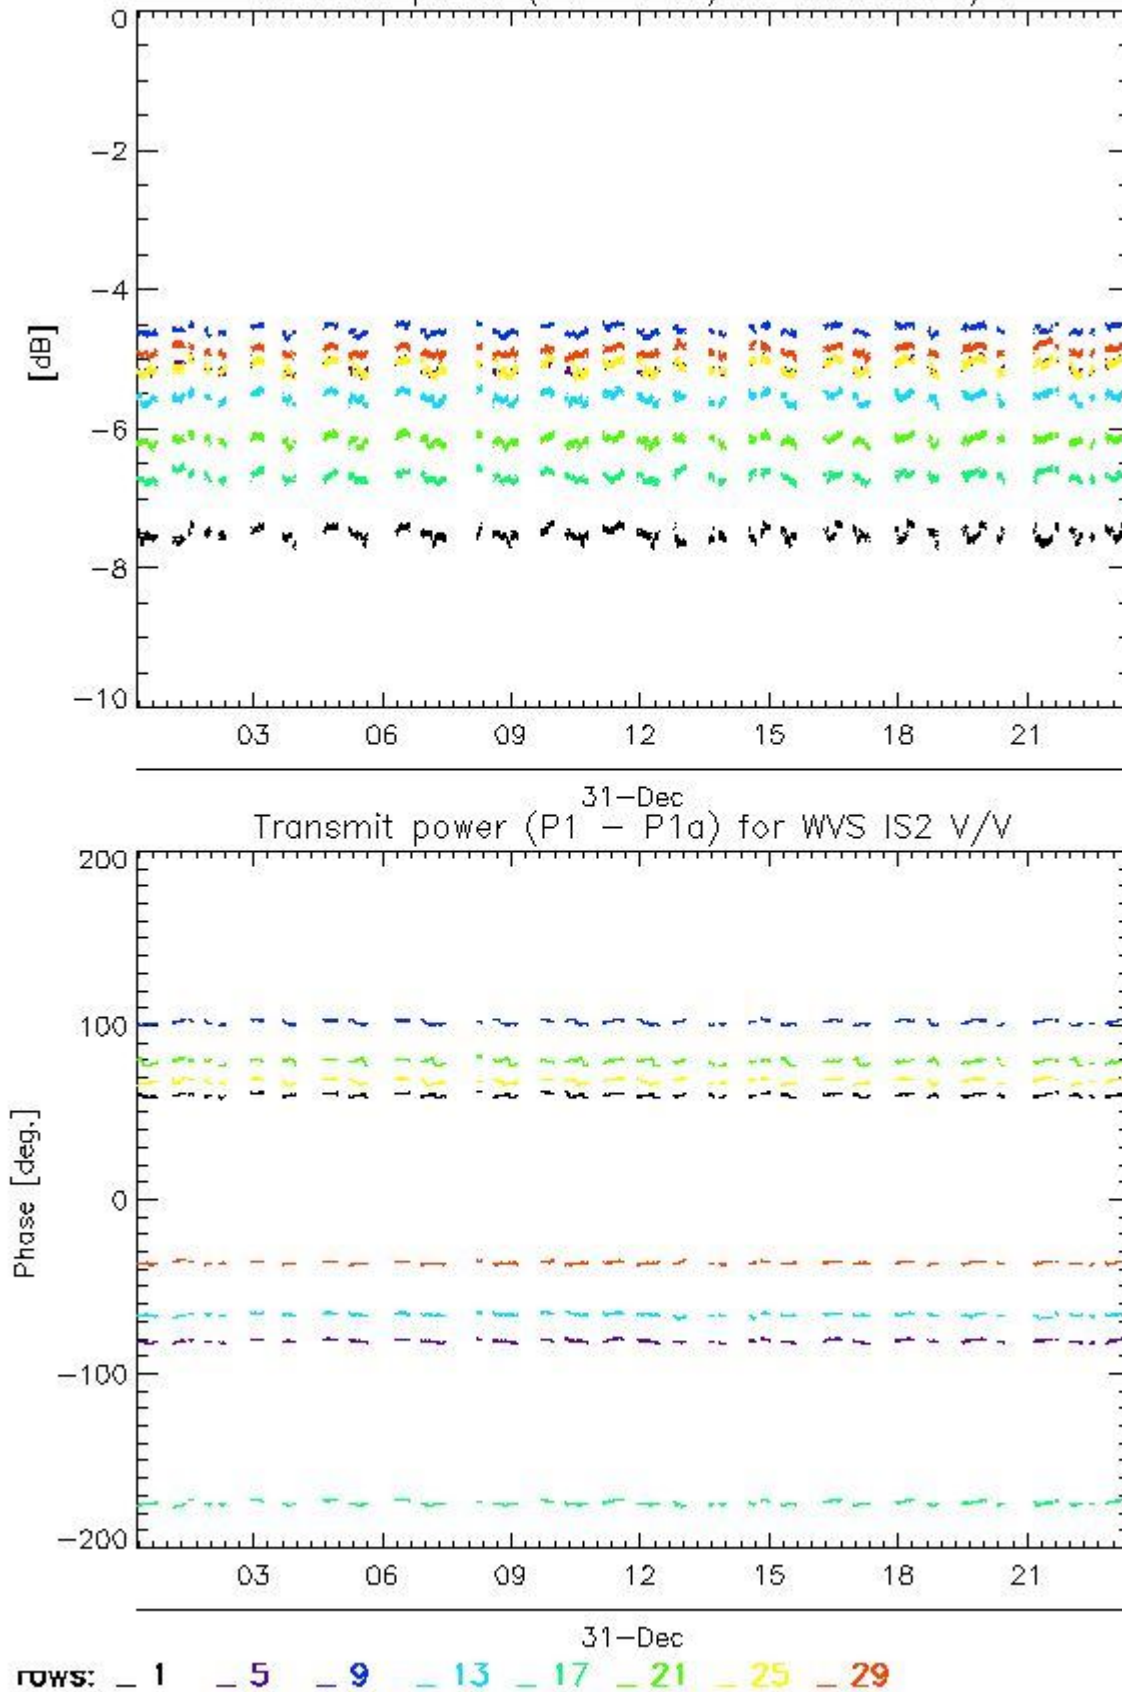 0
−2
−4
[dB]
−6
−8
−10
03 06 09 12 15 18 21
31−Dec
Transmit power (P1 − P1a) for WVS IS2 V/V
200
100
Phase [deg.]
0
−100
−200
03 06 09 12 15 18 21
31−Dec
rows: _ 1 _ 5 _ 9 _ 13 _ 17 _ 21 _ 25 _ 29